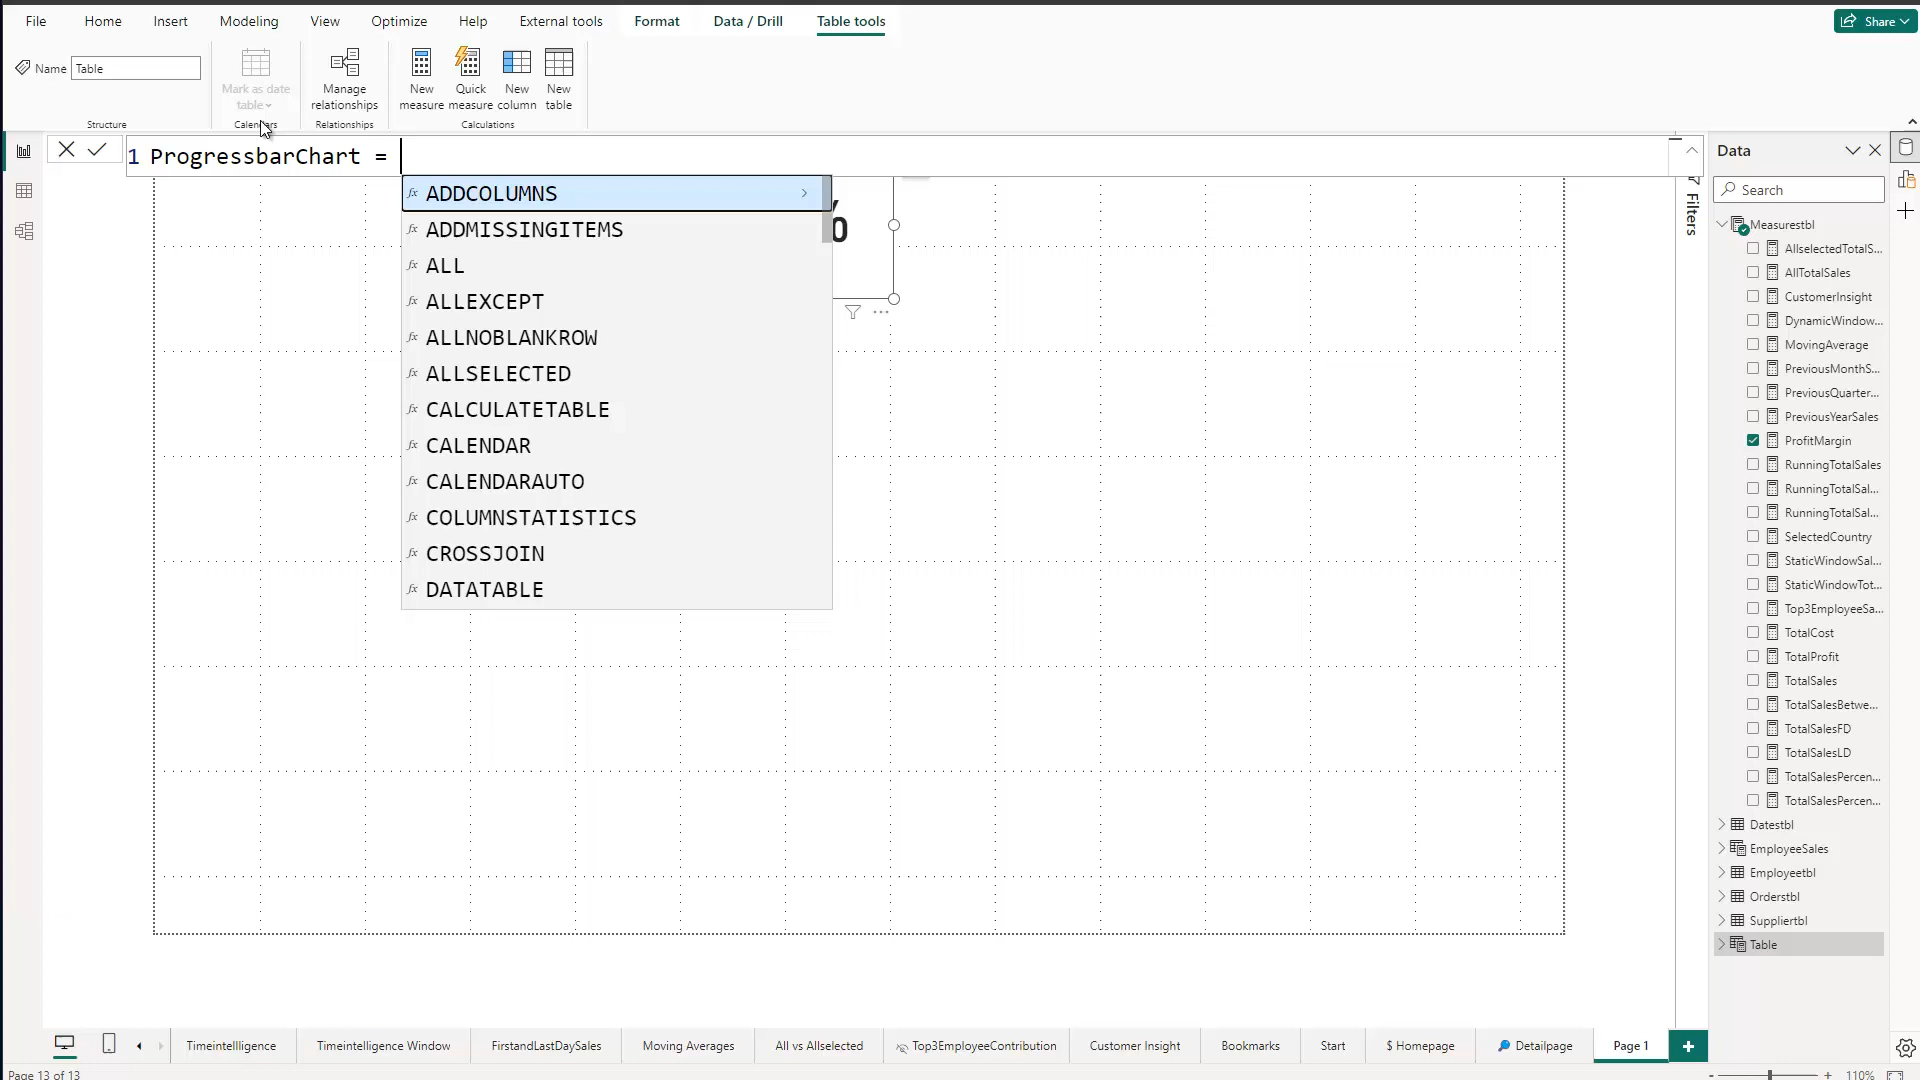 File Home Insert Modeling View Optimize Help External tools Format Data / Drill Table tools Share
Name Table
Mark as date table
Manage relationships
New measure
Quick measure
New column
New table
Structure Calendars Relationships Calculations
1 ProgressbarChart =
ADDCOLUMNS
ADDMISSINGITEMS
ALL
ALLEXCEPT
ALLNOBLANKROW
ALLSELECTED
CALCULATETABLE
CALENDAR
CALENDARAUTO
COLUMNSTATISTICS
CROSSJOIN
DATATABLE
%
Filters
Data
Search
Measurestbl
AllselectedTotalS...
AllTotalSales
CustomerInsight
DynamicWindow...
MovingAverage
PreviousMonthS...
PreviousQuarter...
PreviousYearSales
ProfitMargin
RunningTotalSales
RunningTotalSal...
RunningTotalSal...
SelectedCountry
StaticWindowSal...
StaticWindowTot...
Top3EmployeeSa...
TotalCost
TotalProfit
TotalSales
TotalSalesBetwe...
TotalSalesFD
TotalSalesLD
TotalSalesPercen...
TotalSalesPercen...
Datestbl
EmployeeSales
Employeetbl
Orderstbl
Suppliertbl
Table
Timeintellligence Timeintelligence Window FirstandLastDaySales Moving Averages All vs Allselected Top3EmployeeContribution Customer Insight Bookmarks Start $ Homepage Detailpage Page 1
Page 13 of 13
110%